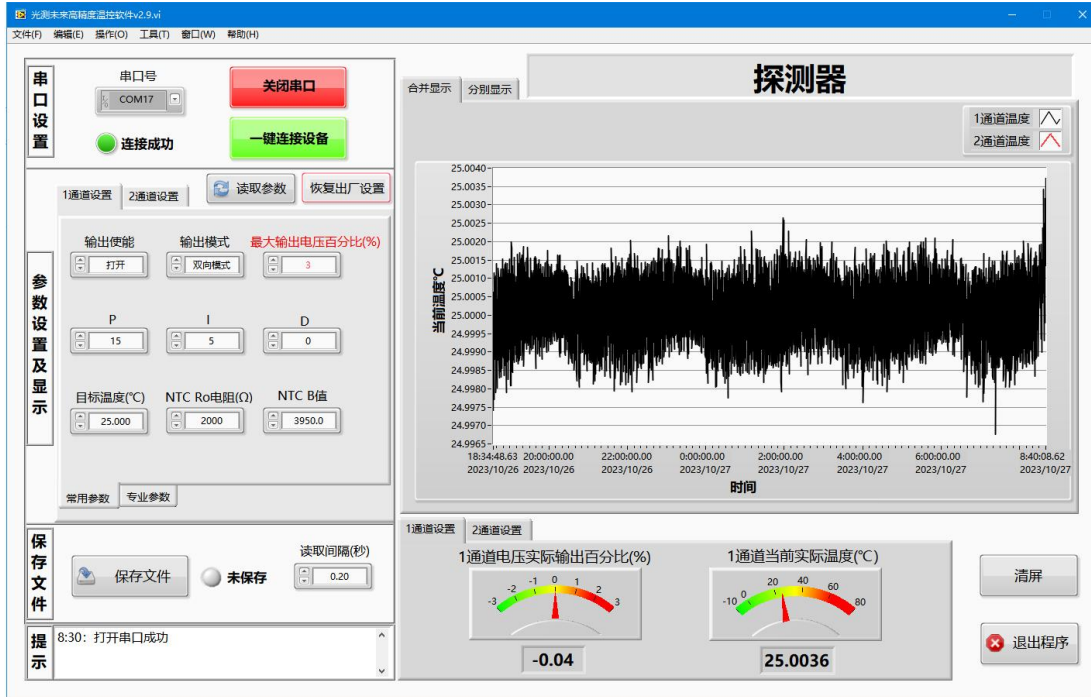 光测未来高精度温控软件v2.9.vi
文件(F) 编辑(E) 操作(O) 工具(T) 窗口(W) 帮助(H)
串口设置
串口号
COM17
关闭串口
连接成功
一键连接设备
参数设置及显示
1通道设置 2通道设置
读取参数
恢复出厂设置
输出使能 输出模式 最大输出电压百分比(%)
打开 双向模式 3
P I D
15 5 0
目标温度(℃) NTC Ro电阻(Ω) NTC B值
25.000 2000 3950.0
常用参数 专业参数
保存文件
保存文件
未保存
读取间隔(秒)
0.20
提示
8:30：打开串口成功
合并显示 分别显示
探测器
1通道温度
2通道温度
当前温度℃
25.0040
25.0035
25.0030
25.0025
25.0020
25.0015
25.0010
25.0005
25.0000
24.9995
24.9990
24.9985
24.9980
24.9975
24.9970
24.9965
18:34:48.63 20:00:00.00 22:00:00.00 0:00:00.00 2:00:00.00 4:00:00.00 6:00:00.00 8:40:08.62
2023/10/26 2023/10/26 2023/10/26 2023/10/27 2023/10/27 2023/10/27 2023/10/27 2023/10/27
时间
1通道设置 2通道设置
1通道电压实际输出百分比(%)
-3 -2 -1 0 1 2 3
-0.04
1通道当前实际温度(℃)
-10 0 20 40 60 80
25.0036
清屏
退出程序